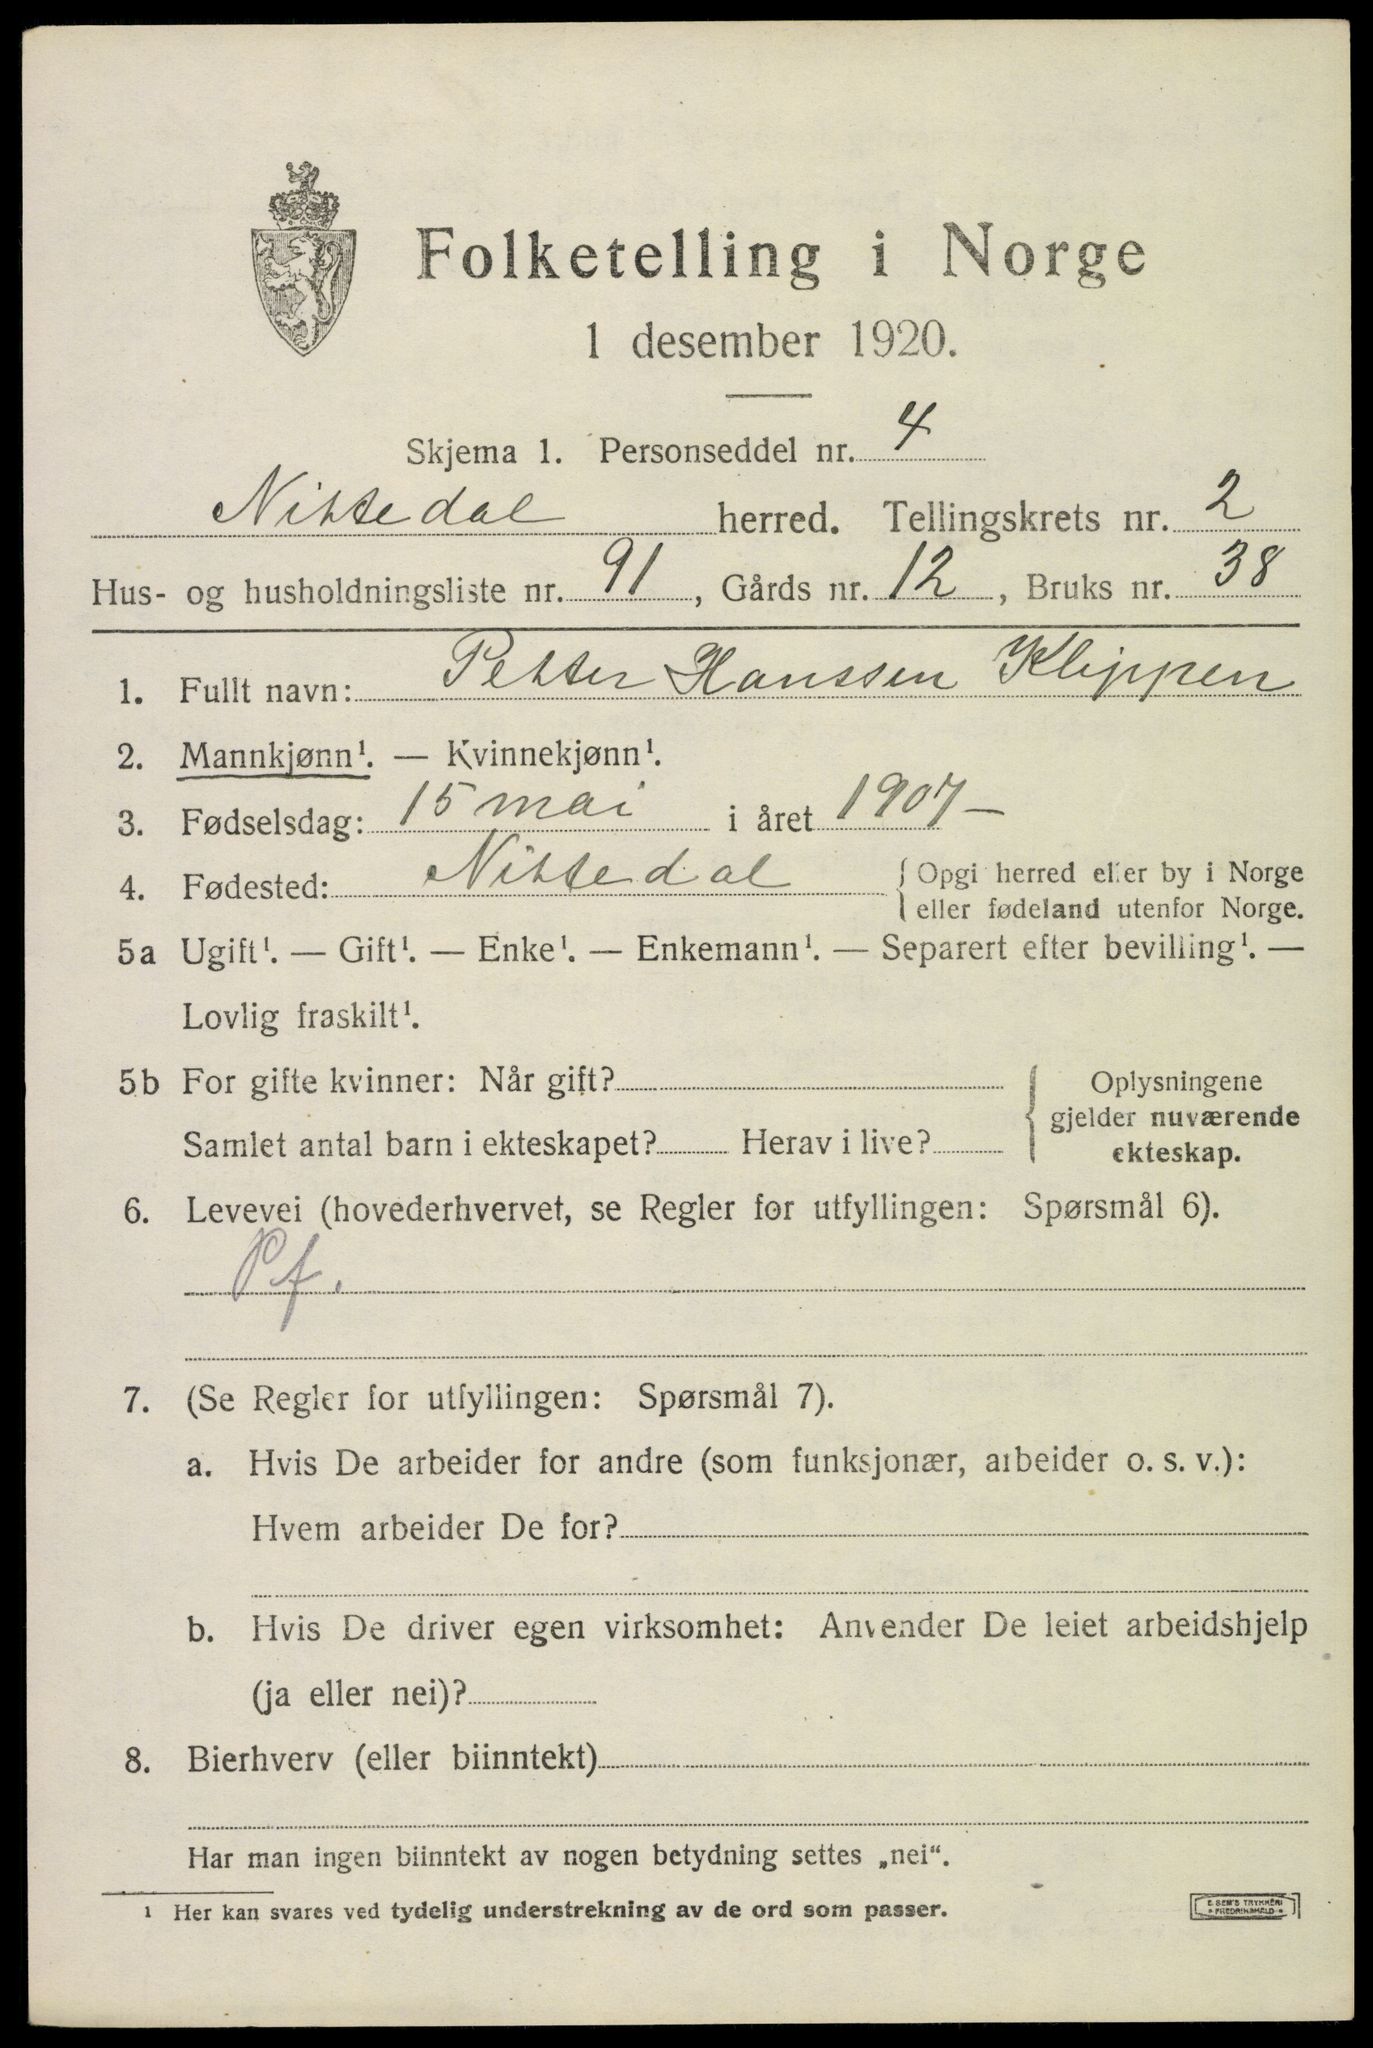 Folketelling i Norge
1 desember 1920.
Skjema 1. Personseddel nr. 4
Nittedal herred. Tellingskrets nr. 2
Hus- og husholdningsliste nr. 91, Gårds nr. 12, Bruks nr. 38
1. Fullt navn: Petter Hanssen Klippen
2. Mannkjønn¹. — Kvinnekjønn¹.
3. Fødselsdag: 15 mai i året 1907 —
4. Fødested: Nittedal { Opgi herred eller by i Norge
eller fødeland utenfor Norge.
5a Ugift¹. — Gift¹. — Enke¹. — Enkemann¹. — Separert efter bevilling¹. —
Lovlig fraskilt¹.
5b For gifte kvinner: Når gift?
Samlet antal barn i ekteskapet? Herav i live?
{ Oplysningene
gjelder nuværende
ekteskap.
6. Levevei (hovederhvervet, se Regler for utfyllingen: Spørsmål 6).
Pf.
7. (Se Regler for utfyllingen: Spørsmål 7).
a. Hvis De arbeider for andre (som funksjonær, arbeider o. s. v.):
Hvem arbeider De for?
b. Hvis De driver egen virksomhet: Anvender De leiet arbeidshjelp
(ja eller nei)?
8. Bierhverv (eller biinntekt)
Har man ingen biinntekt av nogen betydning settes „nei“.
¹ Her kan svares ved tydelig understrekning av de ord som passer.
E. SEM'S TRYKKERI
• FREDRIKSHALD •